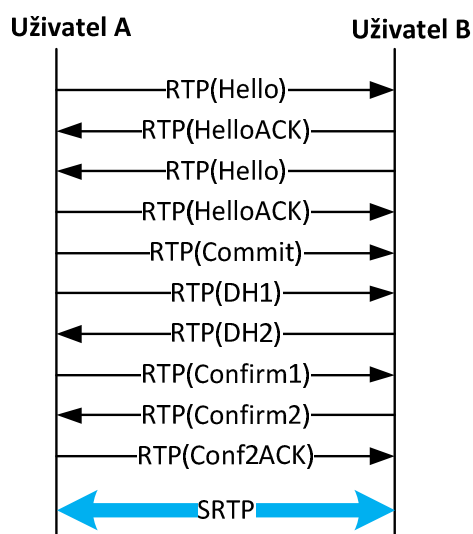 Uživatel A
Uživatel B
RTP(Hello)
RTP(HelloACK)
RTP(Hello)
RTP(HelloACK)
RTP(Commit)
RTP(DH1)
RTP(DH2)
RTP(Confirm1)
RTP(Confirm2)
RTP(Conf2ACK)
SRTP